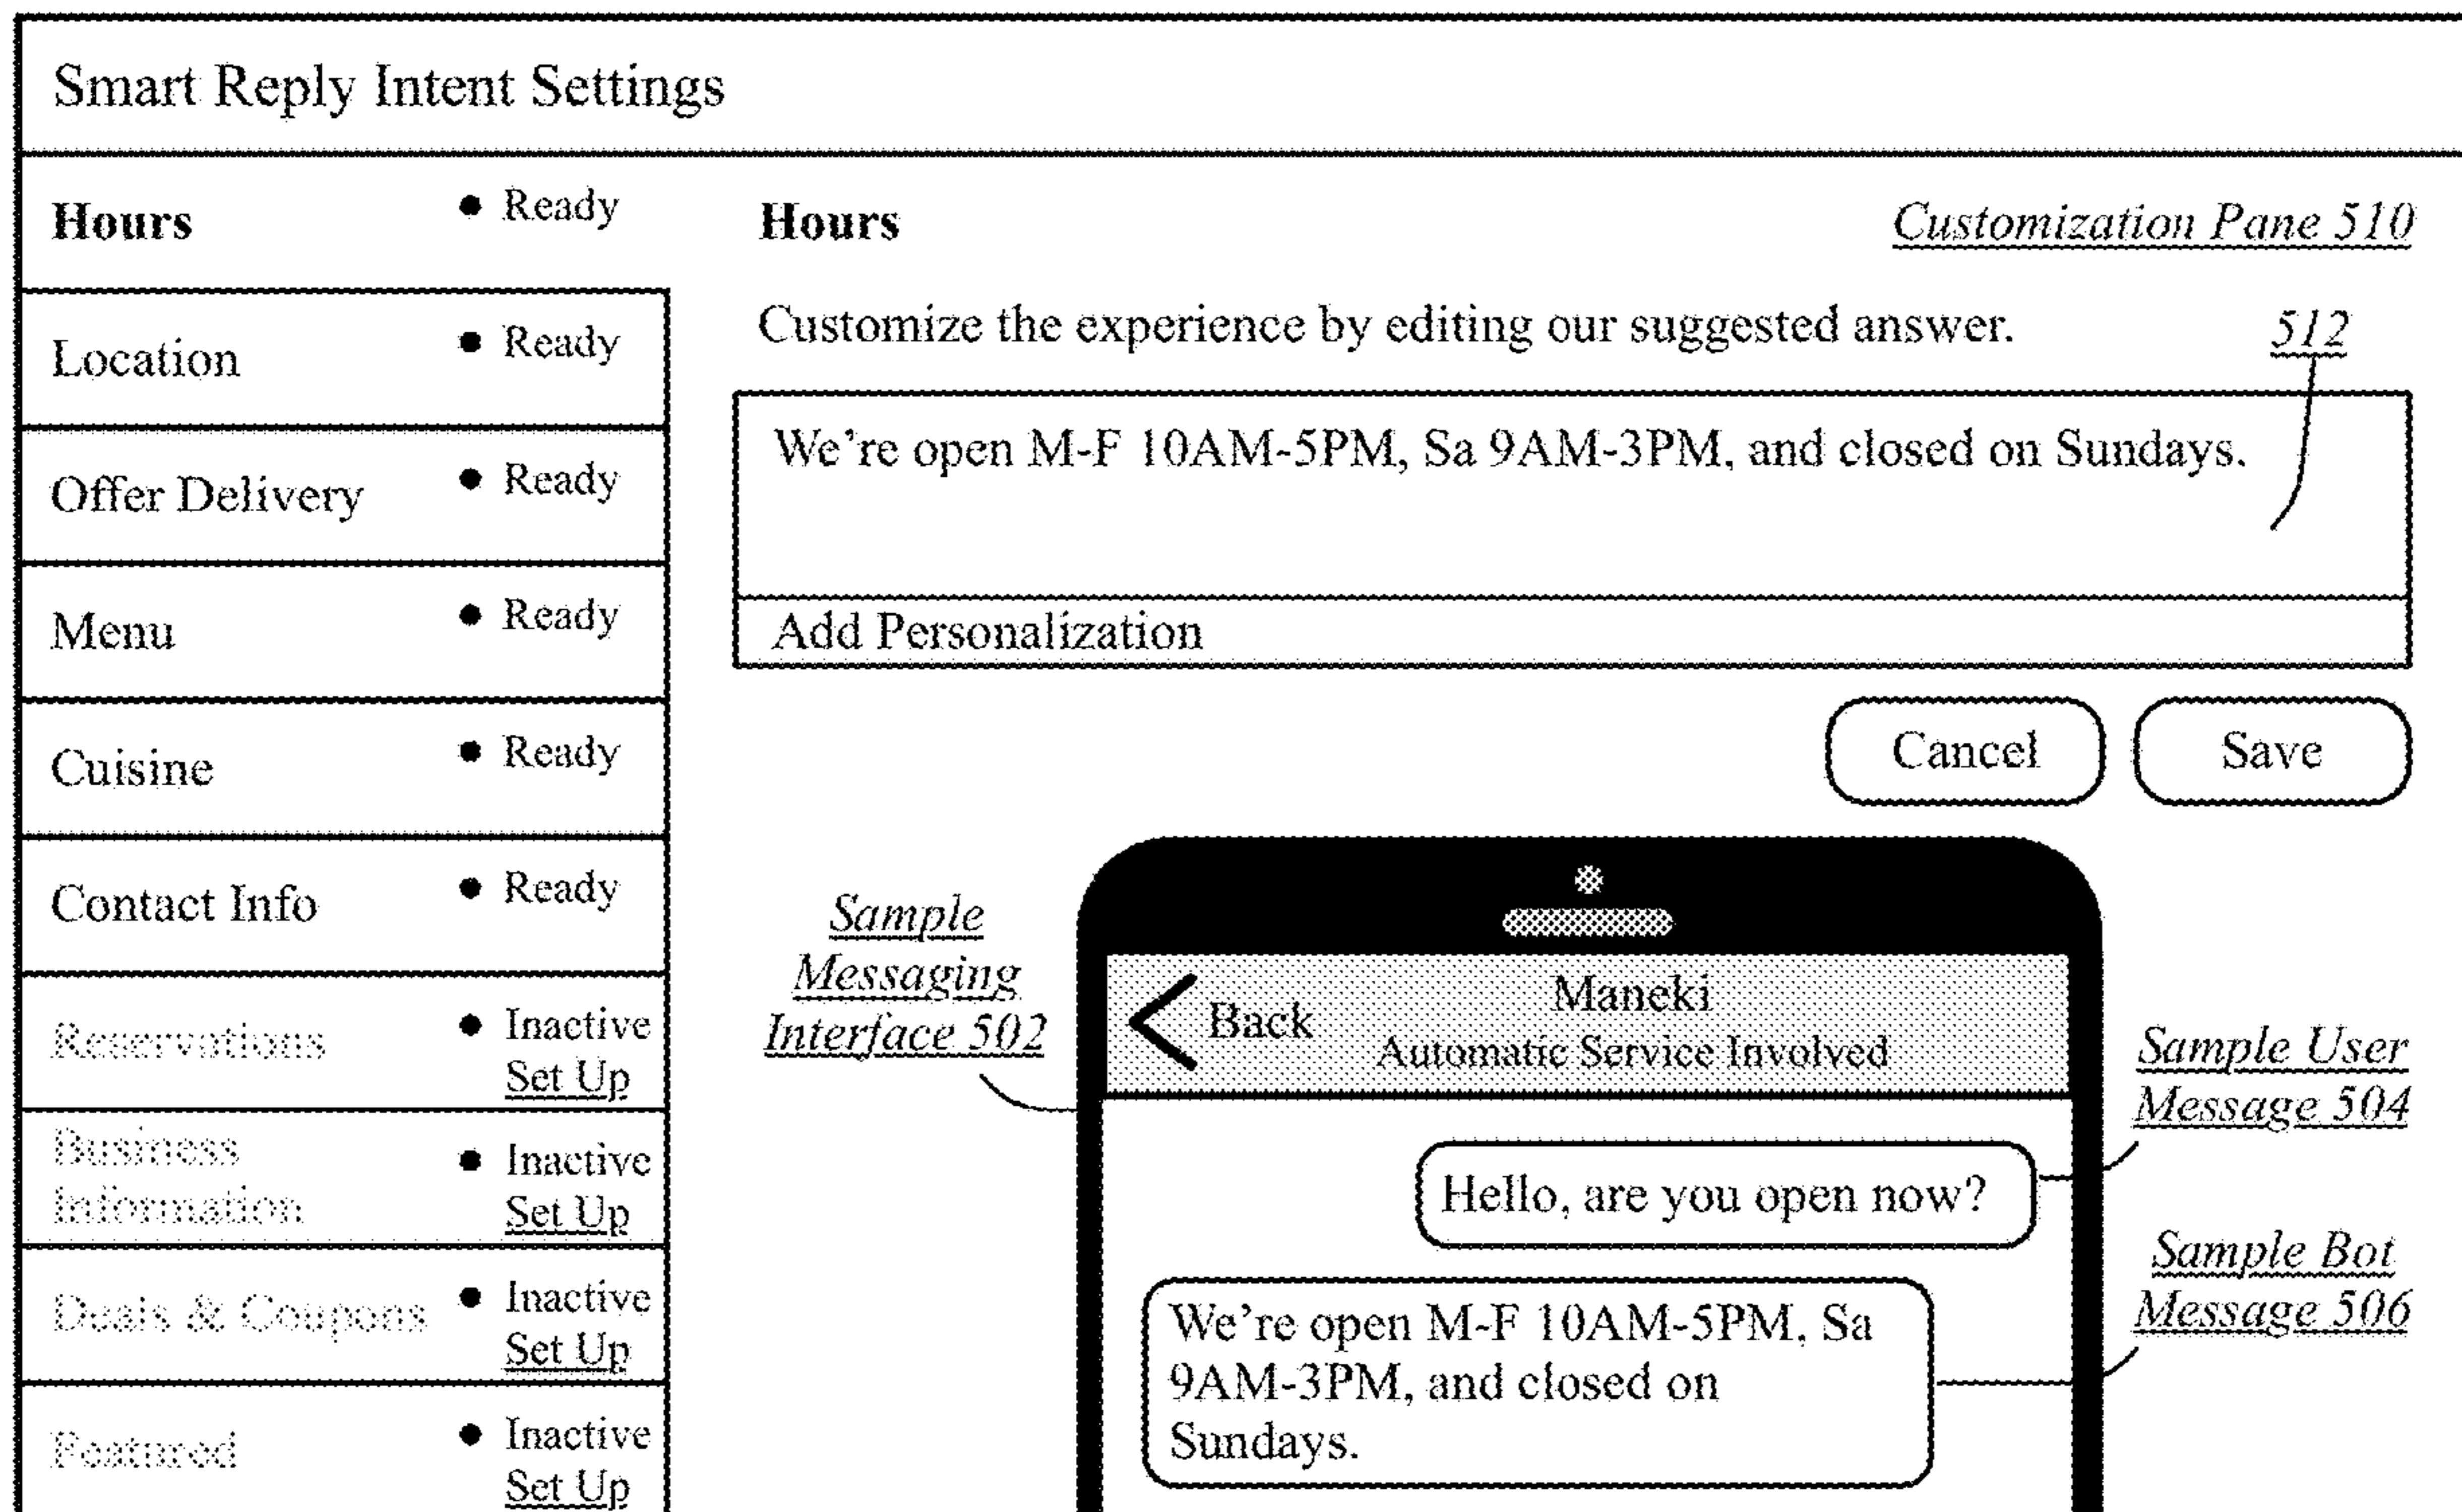 Smart Reply Intent Settings
Hours
• Ready
Location
• Ready
Offer Delivery
• Ready
Menu
• Ready
Cuisine
• Ready
Contact Info
• Ready
Reservations
• Inactive
Set Up
Business
Information
• Inactive
Set Up
Deals & Coupons
• Inactive
Set Up
Featured
• Inactive
Set Up
Hours
Customization Pane 510
Customize the experience by editing our suggested answer.
512
We're open M-F 10AM-5PM, Sa 9AM-3PM, and closed on Sundays.
Add Personalization
Cancel
Save
Sample
Messaging
Interface 502
Back
Maneki
Automatic Service Involved
Sample User
Message 504
Hello, are you open now?
Sample Bot
Message 506
We're open M-F 10AM-5PM, Sa
9AM-3PM, and closed on
Sundays.